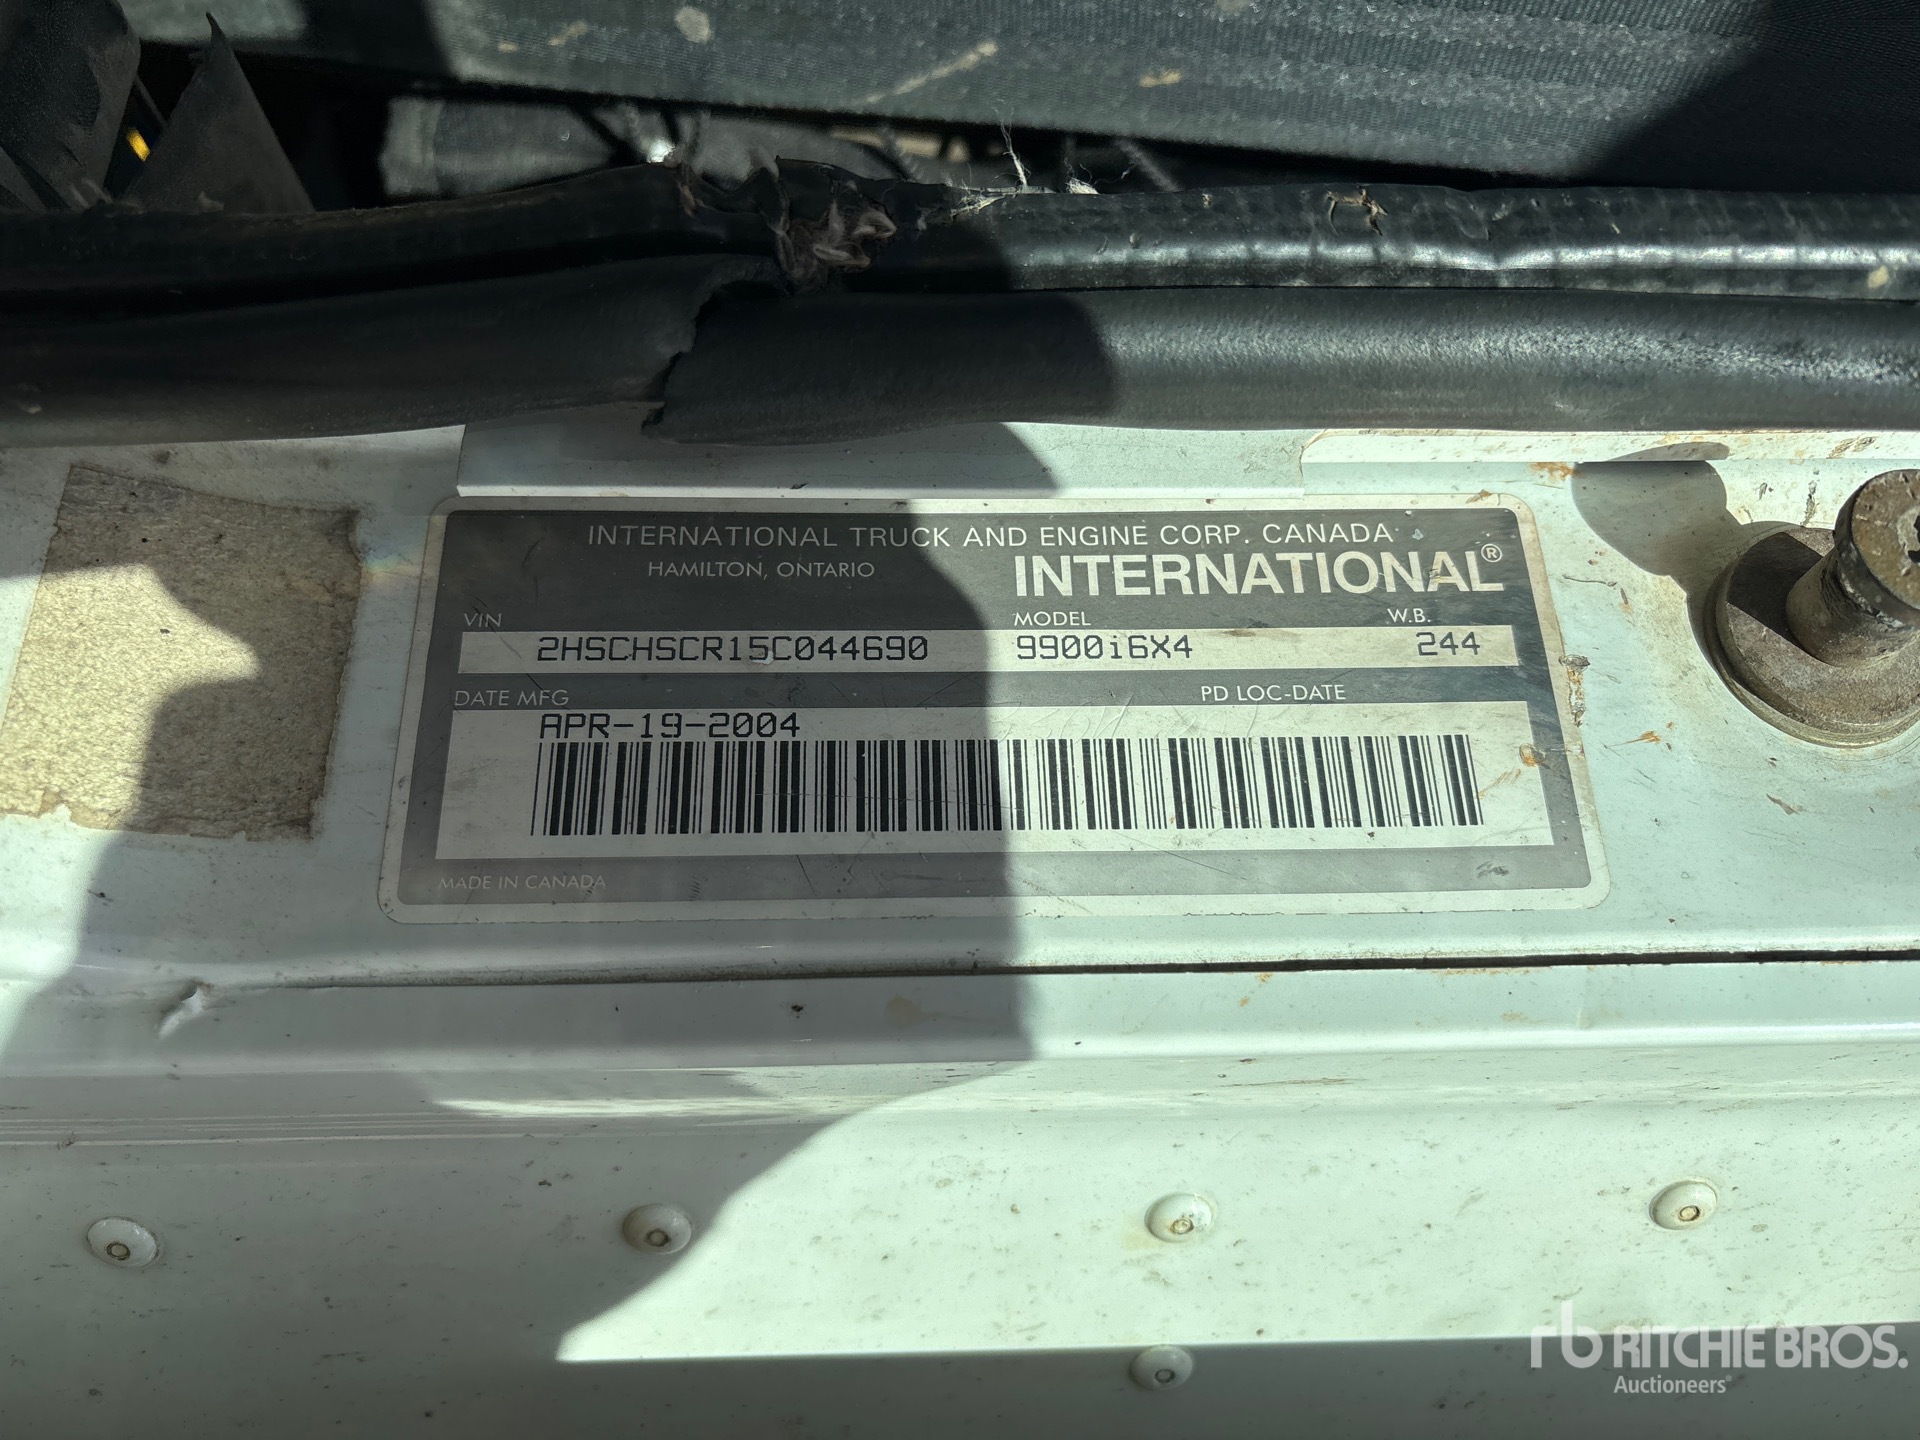 INTERNATIONAL TRUCK AND ENGINE CORP. CANADA
HAMILTON, ONTARIO
INTERNATIONAL®
VIN MODEL W.B.
2HSCHSCR15C044690 9900i6X4 244
DATE MFG PD LOC-DATE
APR-19-2004
MADE IN CANADA
rb RITCHIE BROS.
Auctioneers